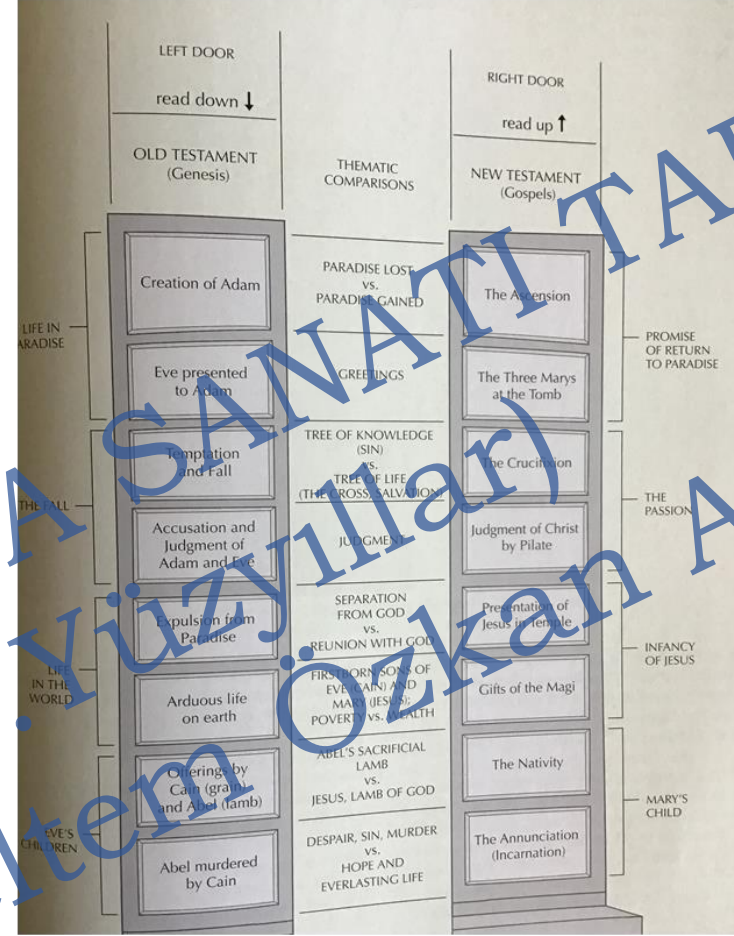 LEFT DOOR
read down ↓
OLD TESTAMENT
(Genesis)
THEMATIC
COMPARISONS
RIGHT DOOR
read up ↑
NEW TESTAMENT
(Gospels)
LIFE IN
ARADISE
Creation of Adam
PARADISE LOST
vs.
PARADISE GAINED
The Ascension
PROMISE
OF RETURN
TO PARADISE
Eve presented
to Adam
GREETINGS
The Three Marys
at the Tomb
THE FALL
Temptation
and Fall
TREE OF KNOWLEDGE
(SIN)
vs.
TREE OF LIFE
(THE CROSS, SALVATION)
The Crucifixion
THE
PASSION
Accusation and
Judgment of
Adam and Eve
JUDGMENT
Judgment of Christ
by Pilate
LIFE
IN THE
WORLD
Expulsion from
Paradise
SEPARATION
FROM GOD
vs.
REUNION WITH GOD
Presentation of
Jesus in Temple
INFANCY
OF JESUS
Arduous life
on earth
FIRSTBORN SONS OF
EVE (CAIN) AND
MARY (JESUS);
POVERTY vs. WEALTH
Gifts of the Magi
EVE'S
CHILDREN
Offerings by
Cain (grain)
and Abel (lamb)
ABEL'S SACRIFICIAL
LAMB
vs.
JESUS, LAMB OF GOD
The Nativity
MARY'S
CHILD
Abel murdered
by Cain
DESPAIR, SIN, MURDER
vs.
HOPE AND
EVERLASTING LIFE
The Annunciation
(Incarnation)
A SANATI TA
. Yüzyıllar)
ltem Özkan A